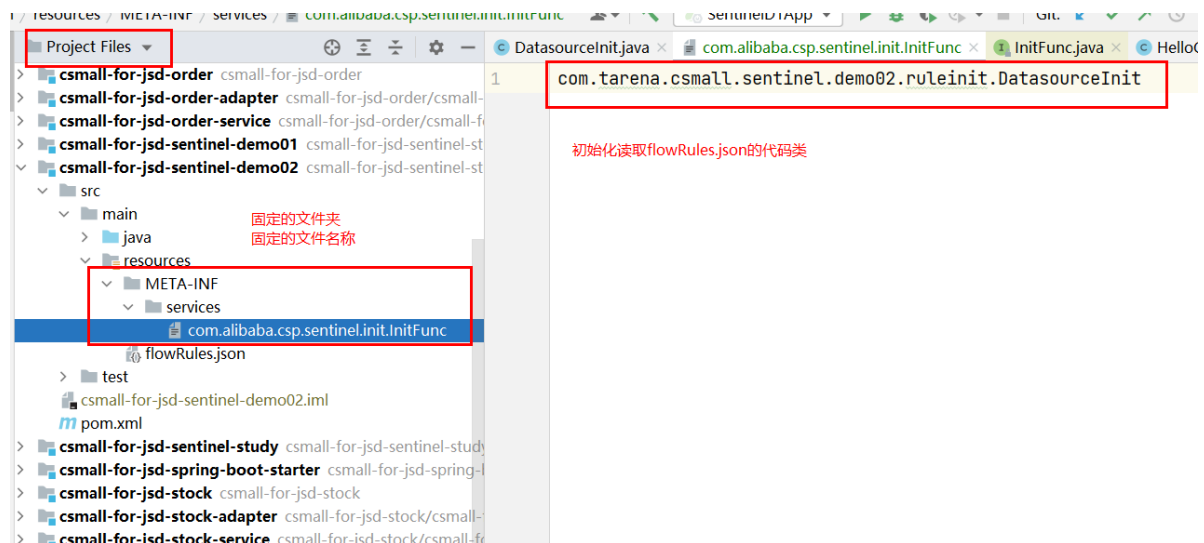 / resources / META-INF / services / com.alibaba.csp.sentinel.init.InitFunc SentinelD1App Git:
Project Files
DatasourceInit.java × com.alibaba.csp.sentinel.init.InitFunc × InitFunc.java × HelloC
1 com.tarena.csmall.sentinel.demo02.ruleinit.DatasourceInit
初始化读取flowRules.json的代码类
csmall-for-jsd-order csmall-for-jsd-order
csmall-for-jsd-order-adapter csmall-for-jsd-order/csmall-
csmall-for-jsd-order-service csmall-for-jsd-order/csmall-f
csmall-for-jsd-sentinel-demo01 csmall-for-jsd-sentinel-st
csmall-for-jsd-sentinel-demo02 csmall-for-jsd-sentinel-st
src
main
固定的文件夹
java
固定的文件名称
resources
META-INF
services
com.alibaba.csp.sentinel.init.InitFunc
flowRules.json
test
csmall-for-jsd-sentinel-demo02.iml
pom.xml
csmall-for-jsd-sentinel-study csmall-for-jsd-sentinel-study
csmall-for-jsd-spring-boot-starter csmall-for-jsd-spring-l
csmall-for-jsd-stock csmall-for-jsd-stock
csmall-for-jsd-stock-adapter csmall-for-jsd-stock/csmall-
csmall-for-jsd-stock-service csmall-for-jsd-stock/csmall-f